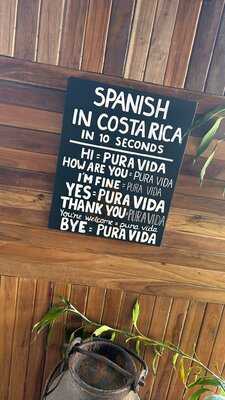 SPANISH
IN COSTA RICA
IN 10 SECONDS
HI = PURA VIDA
HOW ARE YOU = PURA VIDA
I'M FINE = PURA VIDA
YES = PURA VIDA
THANK YOU = PURA VIDA
You're welcome = pura vida
BYE = PURA VIDA